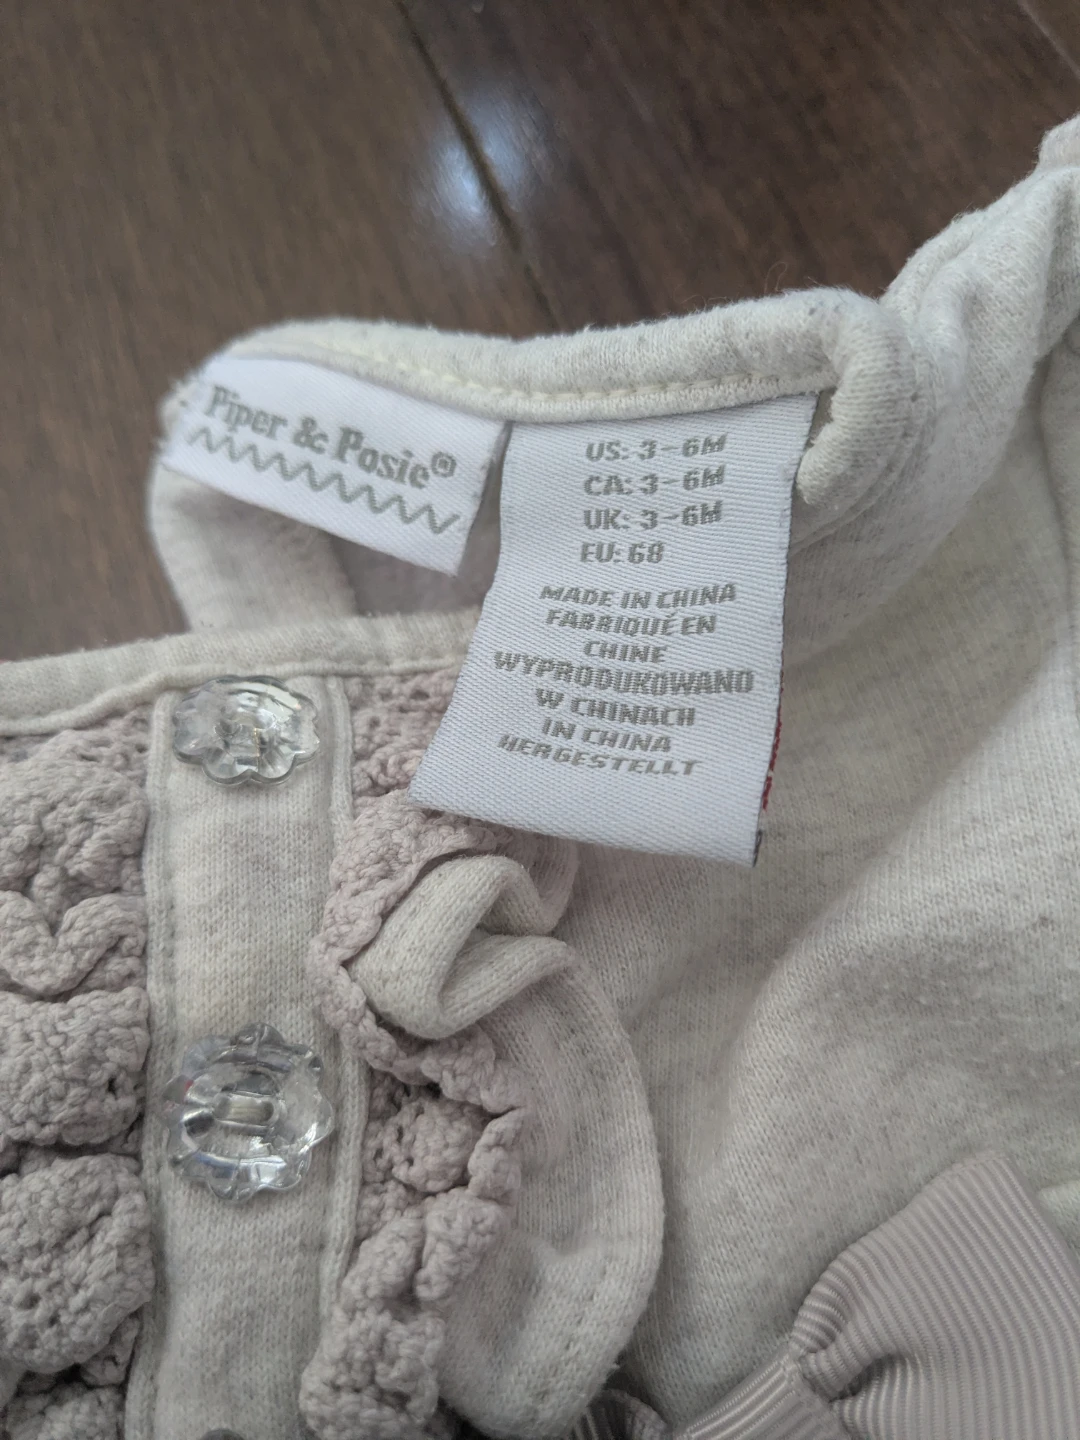 Piper & Posie®
US: 3-6M
CA: 3-6M
UK: 3-6M
EU: 68
MADE IN CHINA
FABRIQUÉ EN
CHINE
WYPRODUKOWANO
W CHINACH
IN CHINA
HERGESTELLT